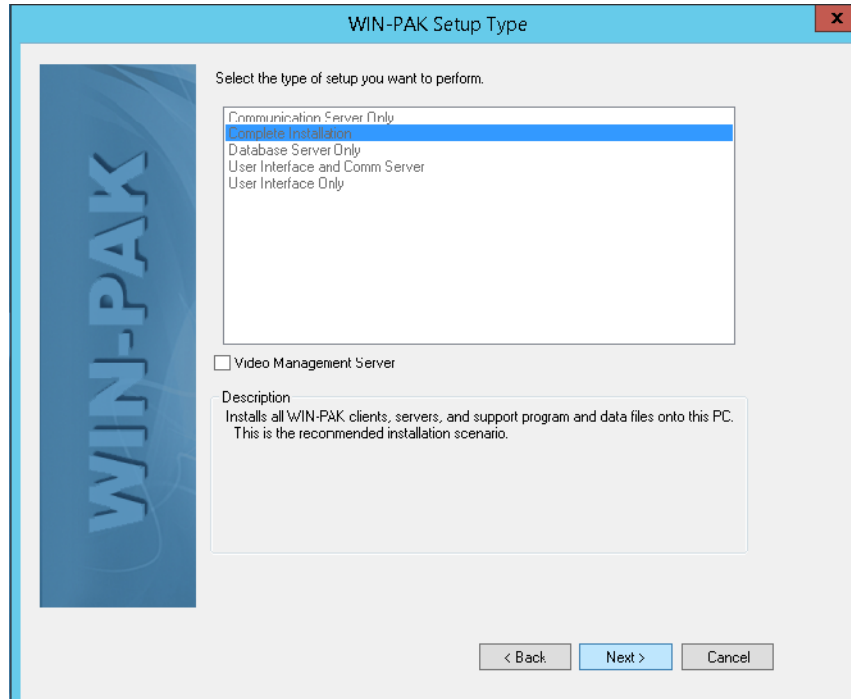 WIN-PAK Setup Type
x
WIN-PAK
Select the type of setup you want to perform.
Communication Server Only
Complete Installation
Database Server Only
User Interface and Comm Server
User Interface Only
Video Management Server
Description
Installs all WIN-PAK clients, servers, and support program and data files onto this PC.
This is the recommended installation scenario.
< Back
Next >
Cancel